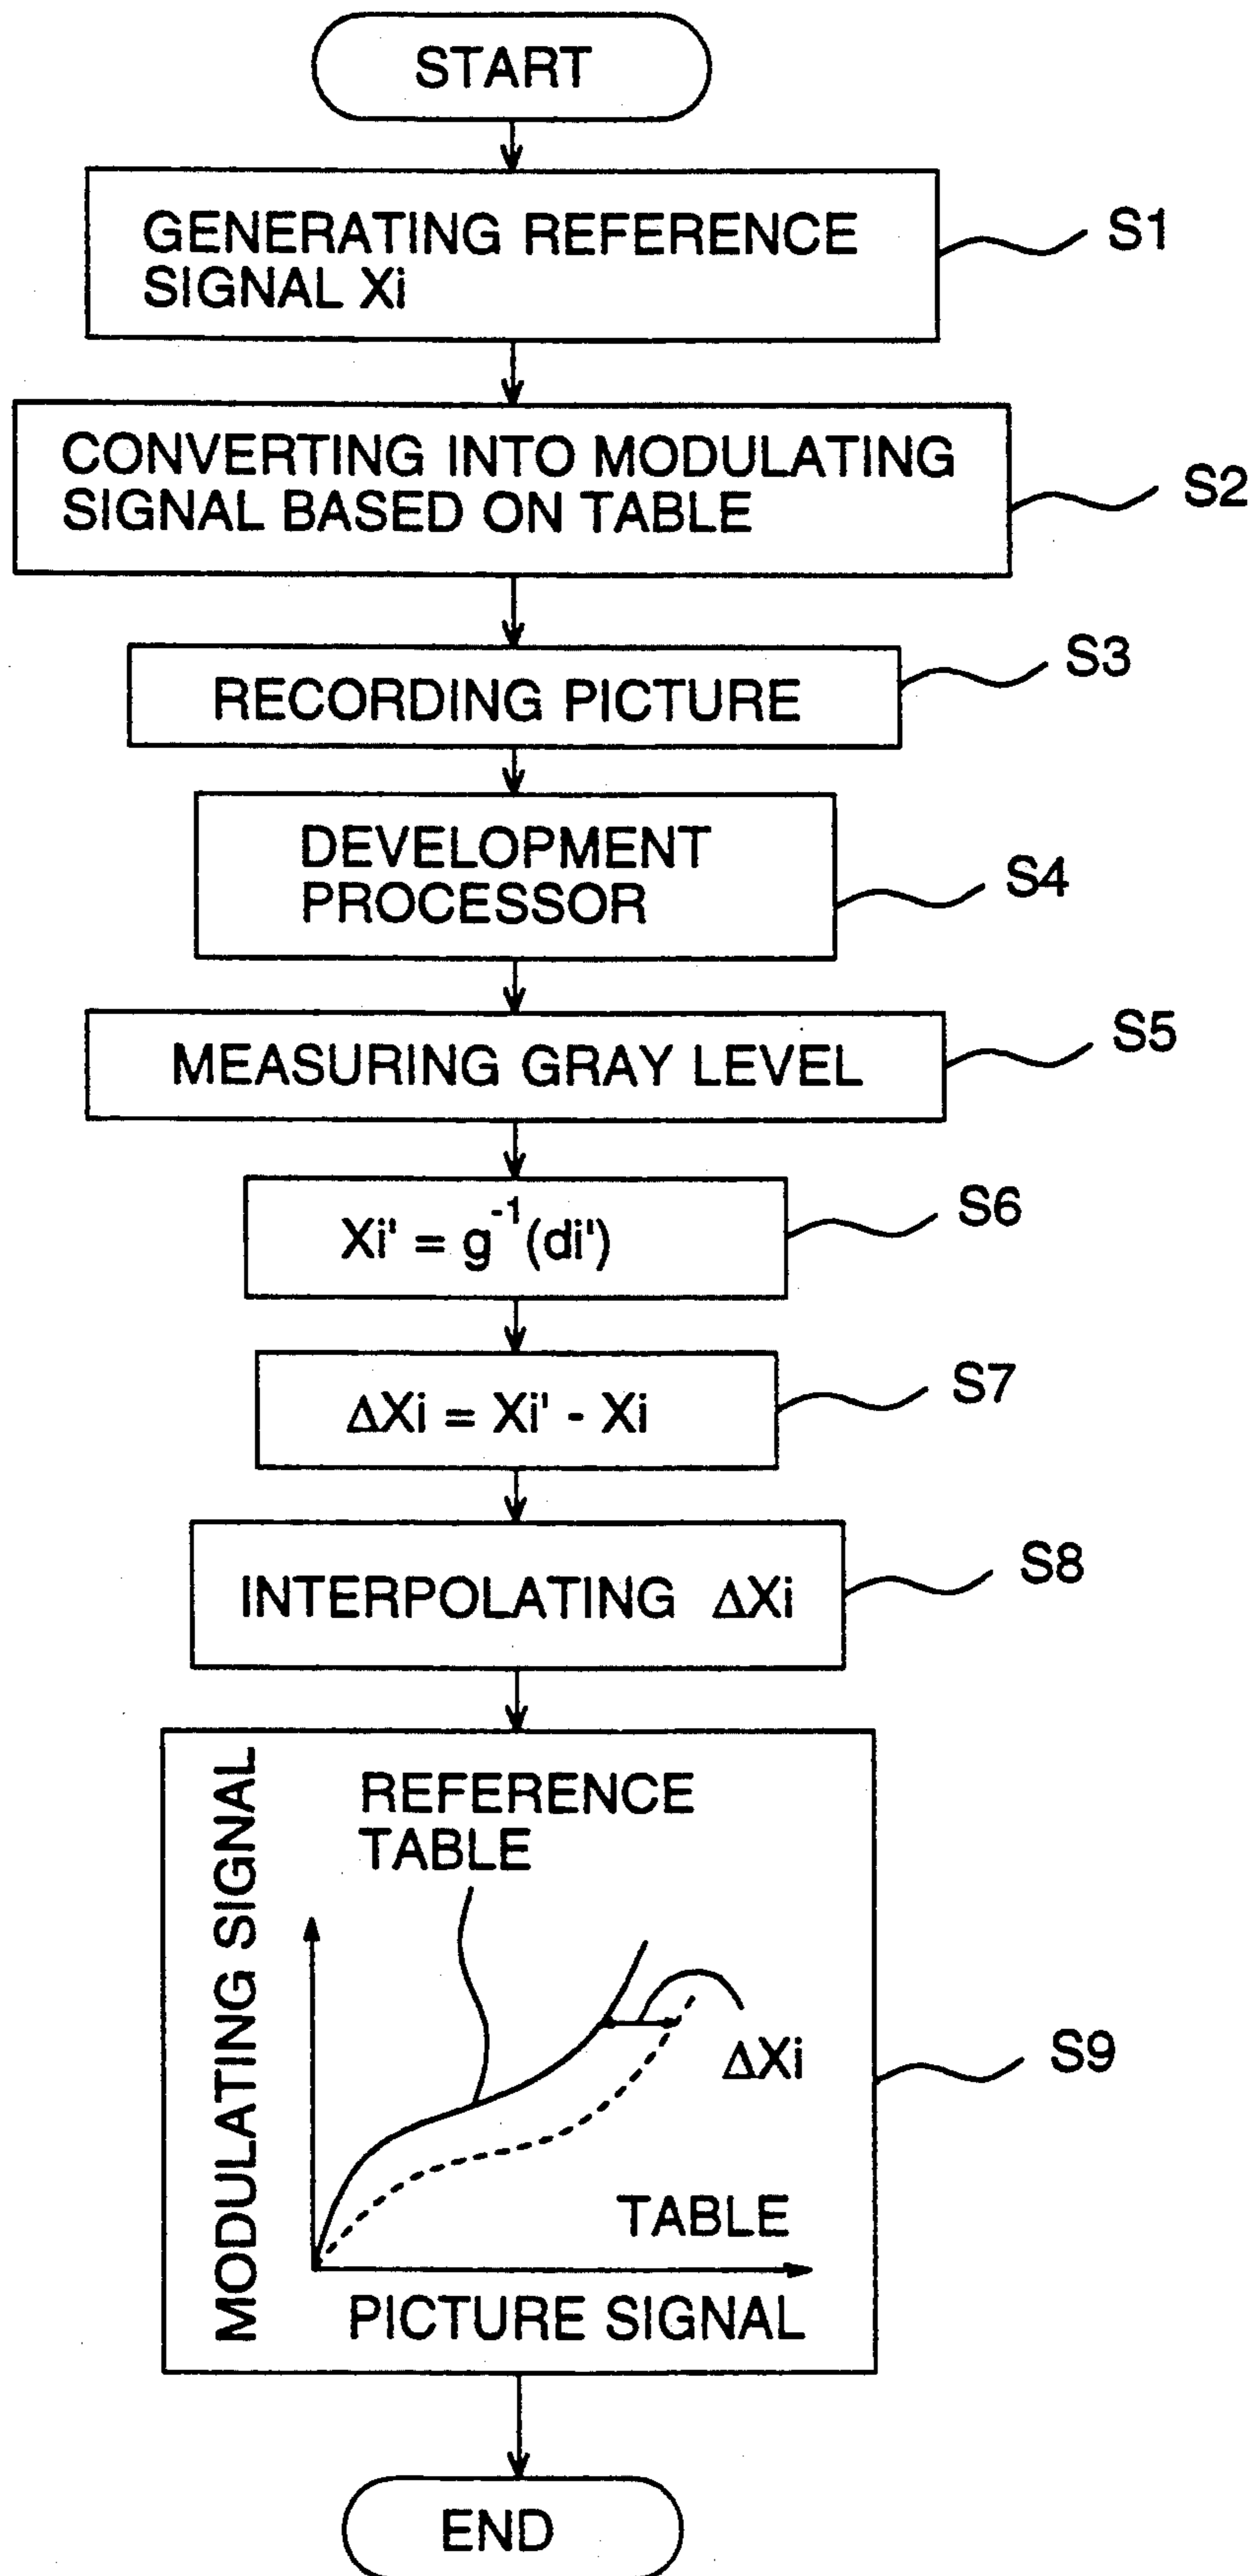 START
GENERATING REFERENCE
SIGNAL Xi
S1
CONVERTING INTO MODULATING
SIGNAL BASED ON TABLE
S2
RECORDING PICTURE
S3
DEVELOPMENT
PROCESSOR
S4
MEASURING GRAY LEVEL
S5
Xi' = g⁻¹(di')
S6
ΔXi = Xi' - Xi
S7
INTERPOLATING ΔXi
S8
MODULATING SIGNAL
REFERENCE
TABLE
ΔXi
S9
TABLE
PICTURE SIGNAL
END